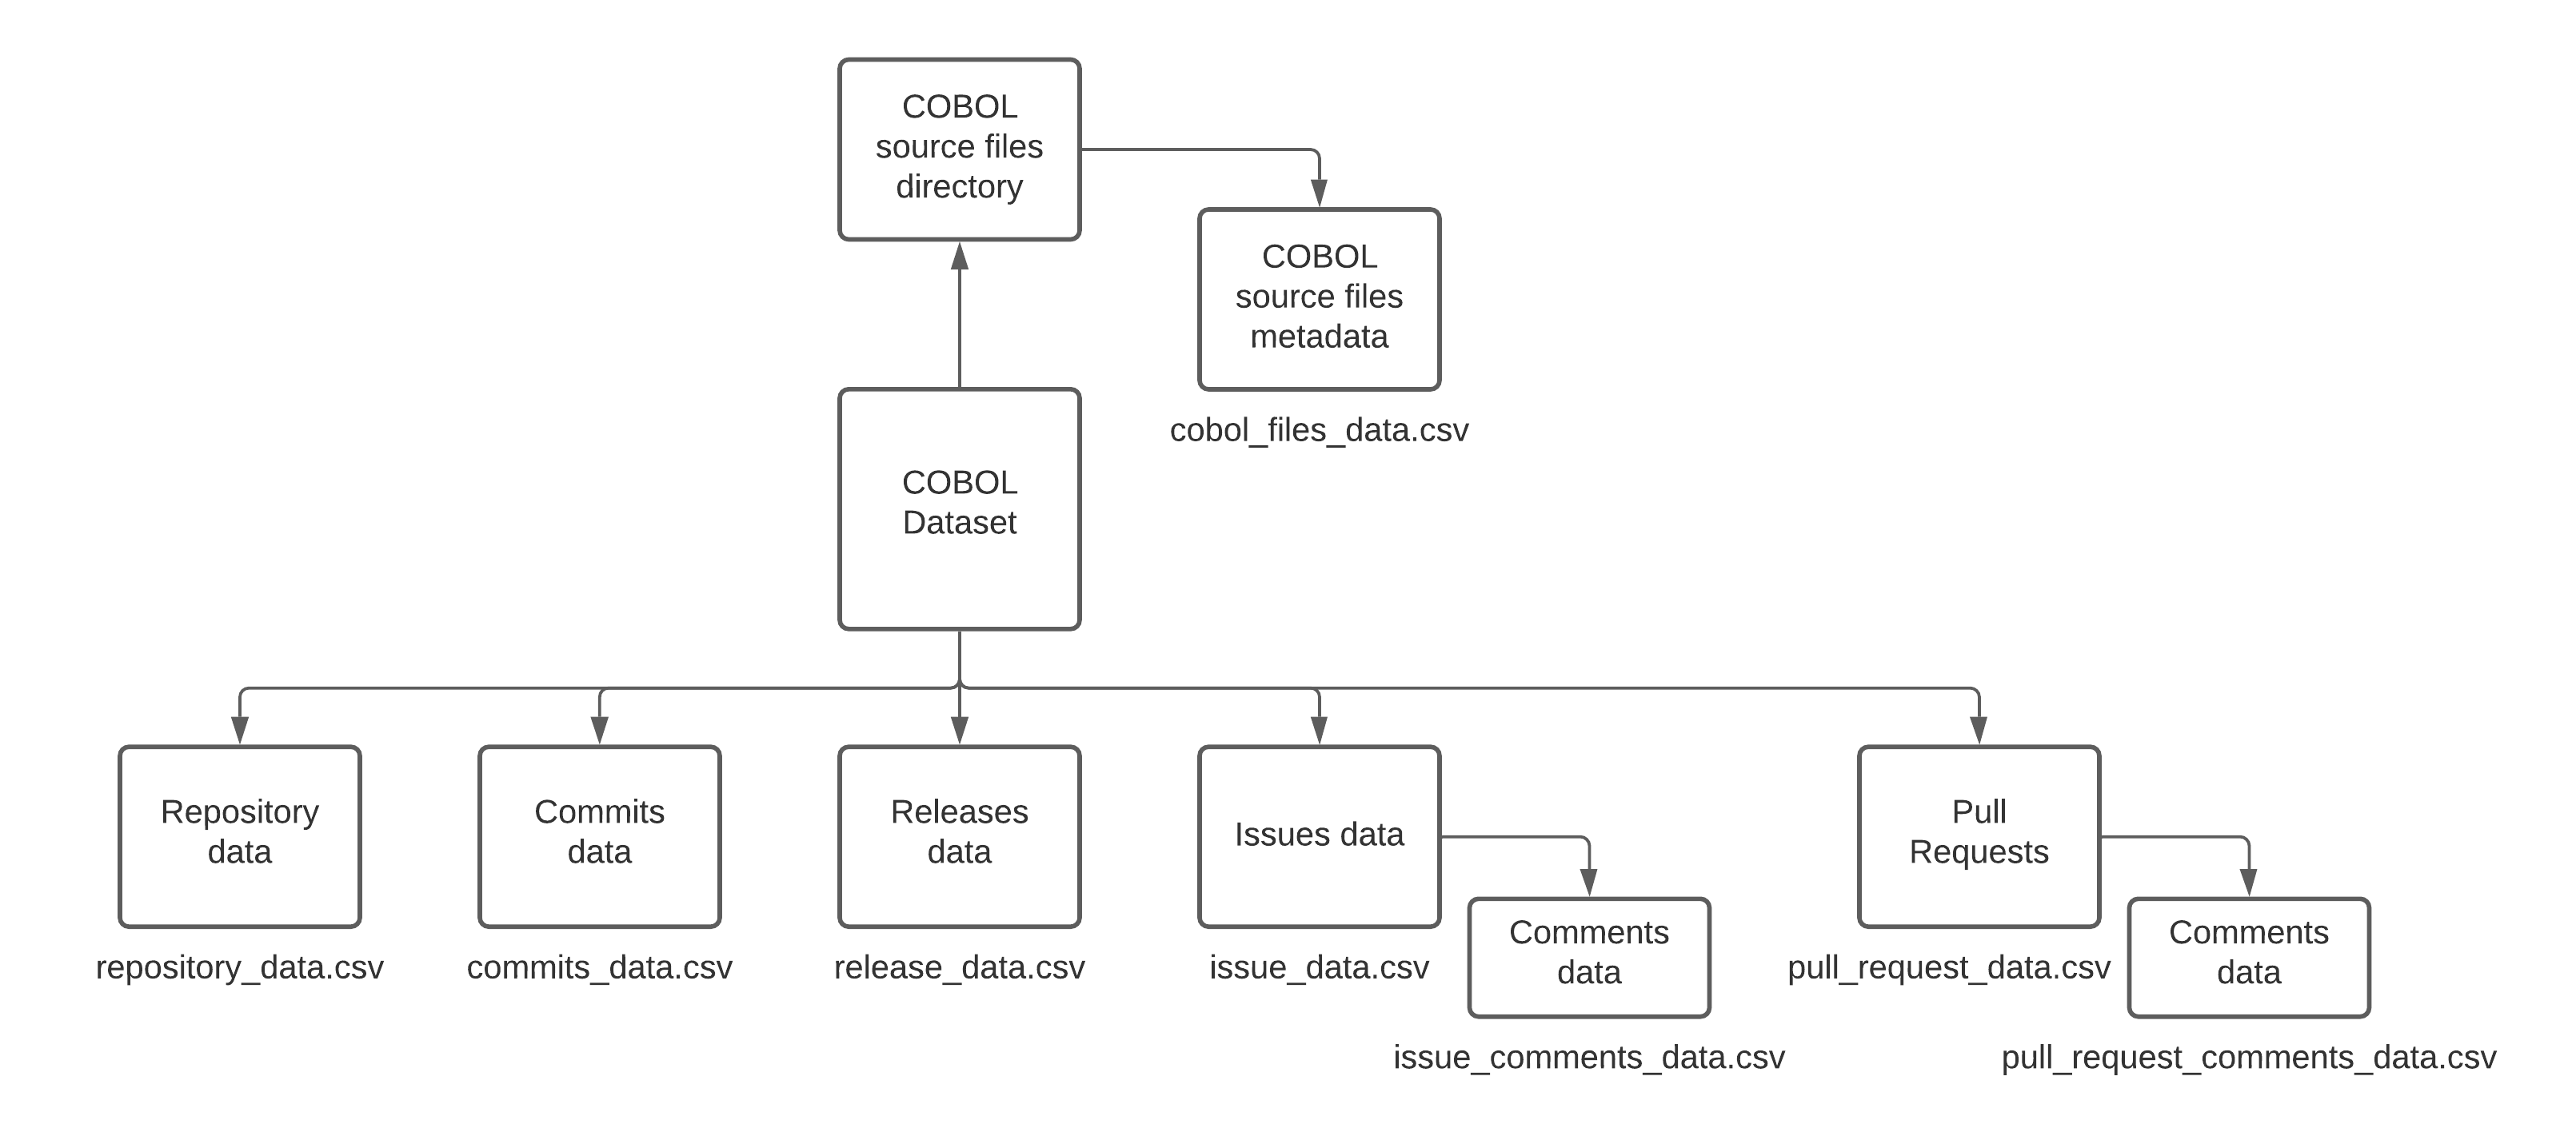 COBOL
source files
directory
COBOL
source files
metadata
cobol_files_data.csv
COBOL
Dataset
Repository
data
repository_data.csv
Commits
data
commits_data.csv
Releases
data
release_data.csv
Issues data
issue_data.csv
Comments
data
issue_comments_data.csv
Pull
Requests
pull_request_data.csv
Comments
data
pull_request_comments_data.csv